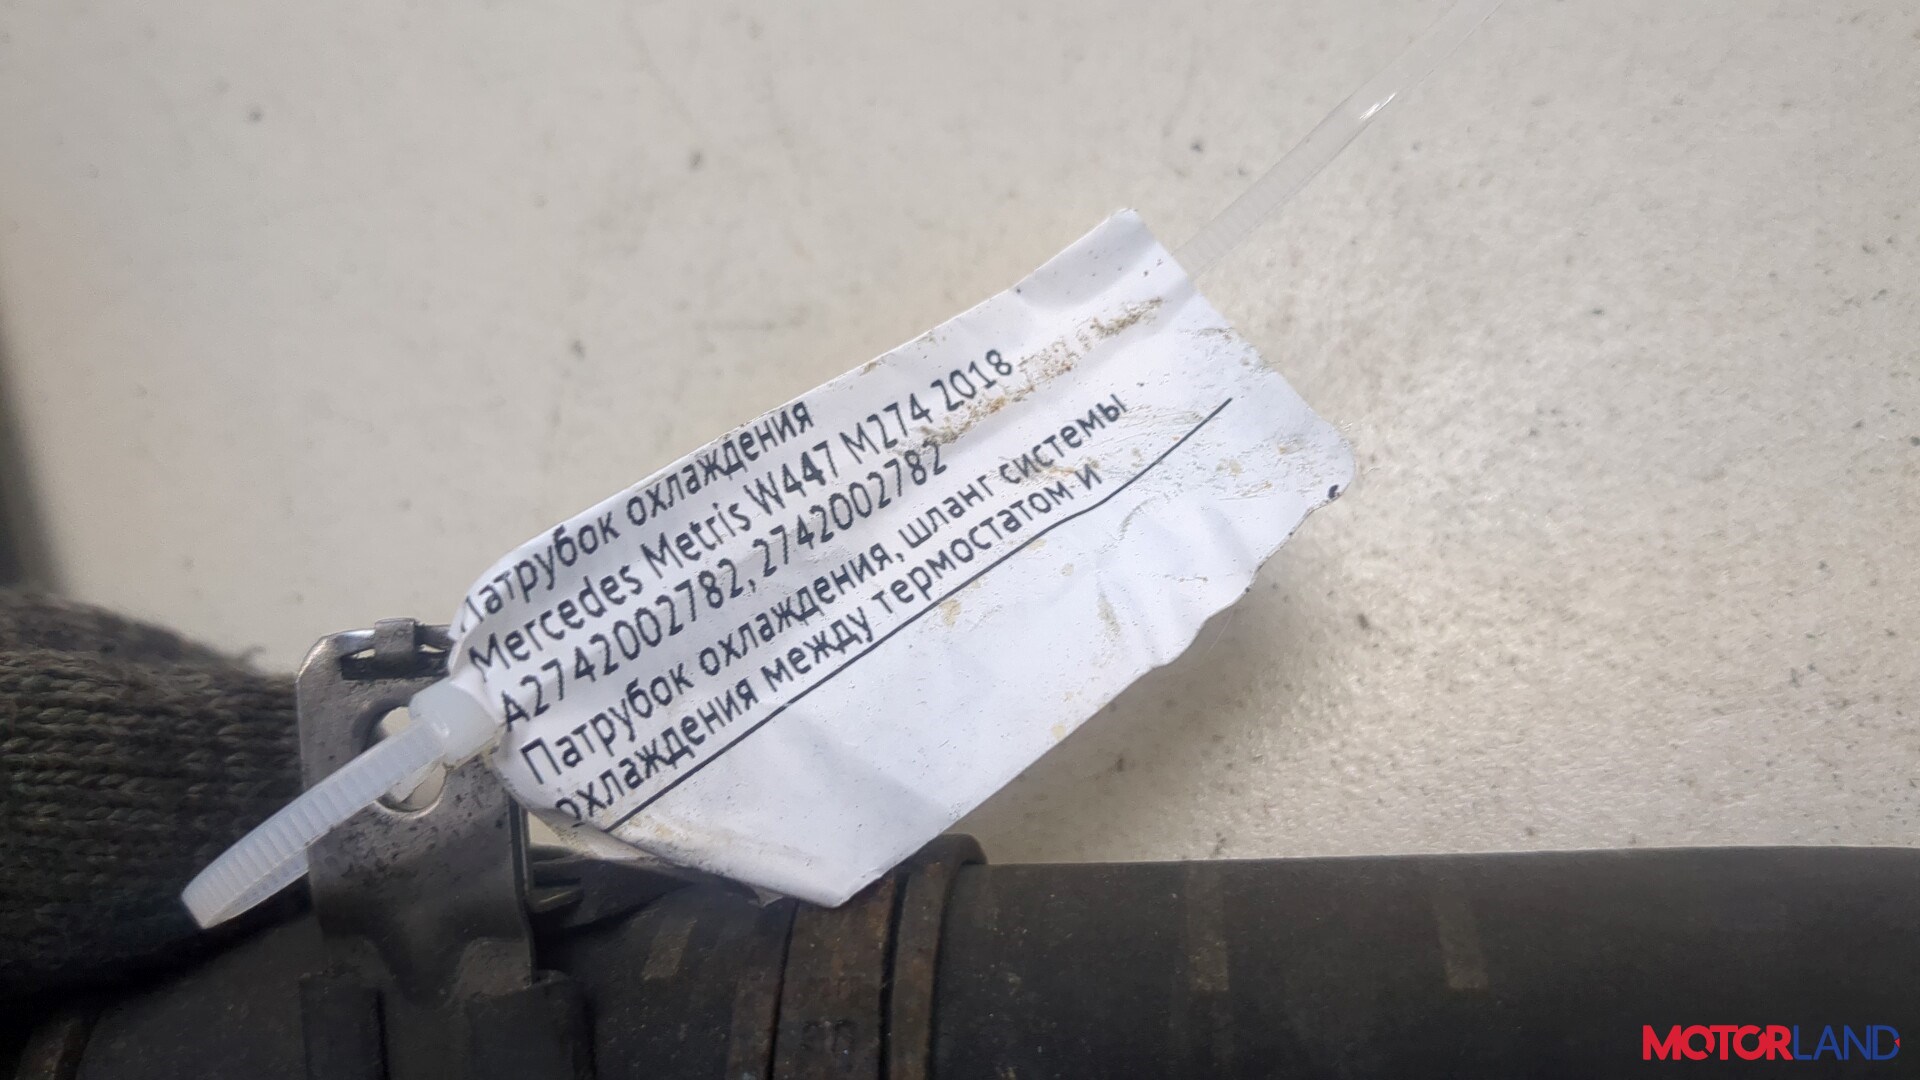 Патрубок охлаждения
Mercedes Metris W447 M274 2018
A2742002782, 2742002782
Патрубок охлаждения, шланг системы
охлаждения между термостатом и
MOTORLAND